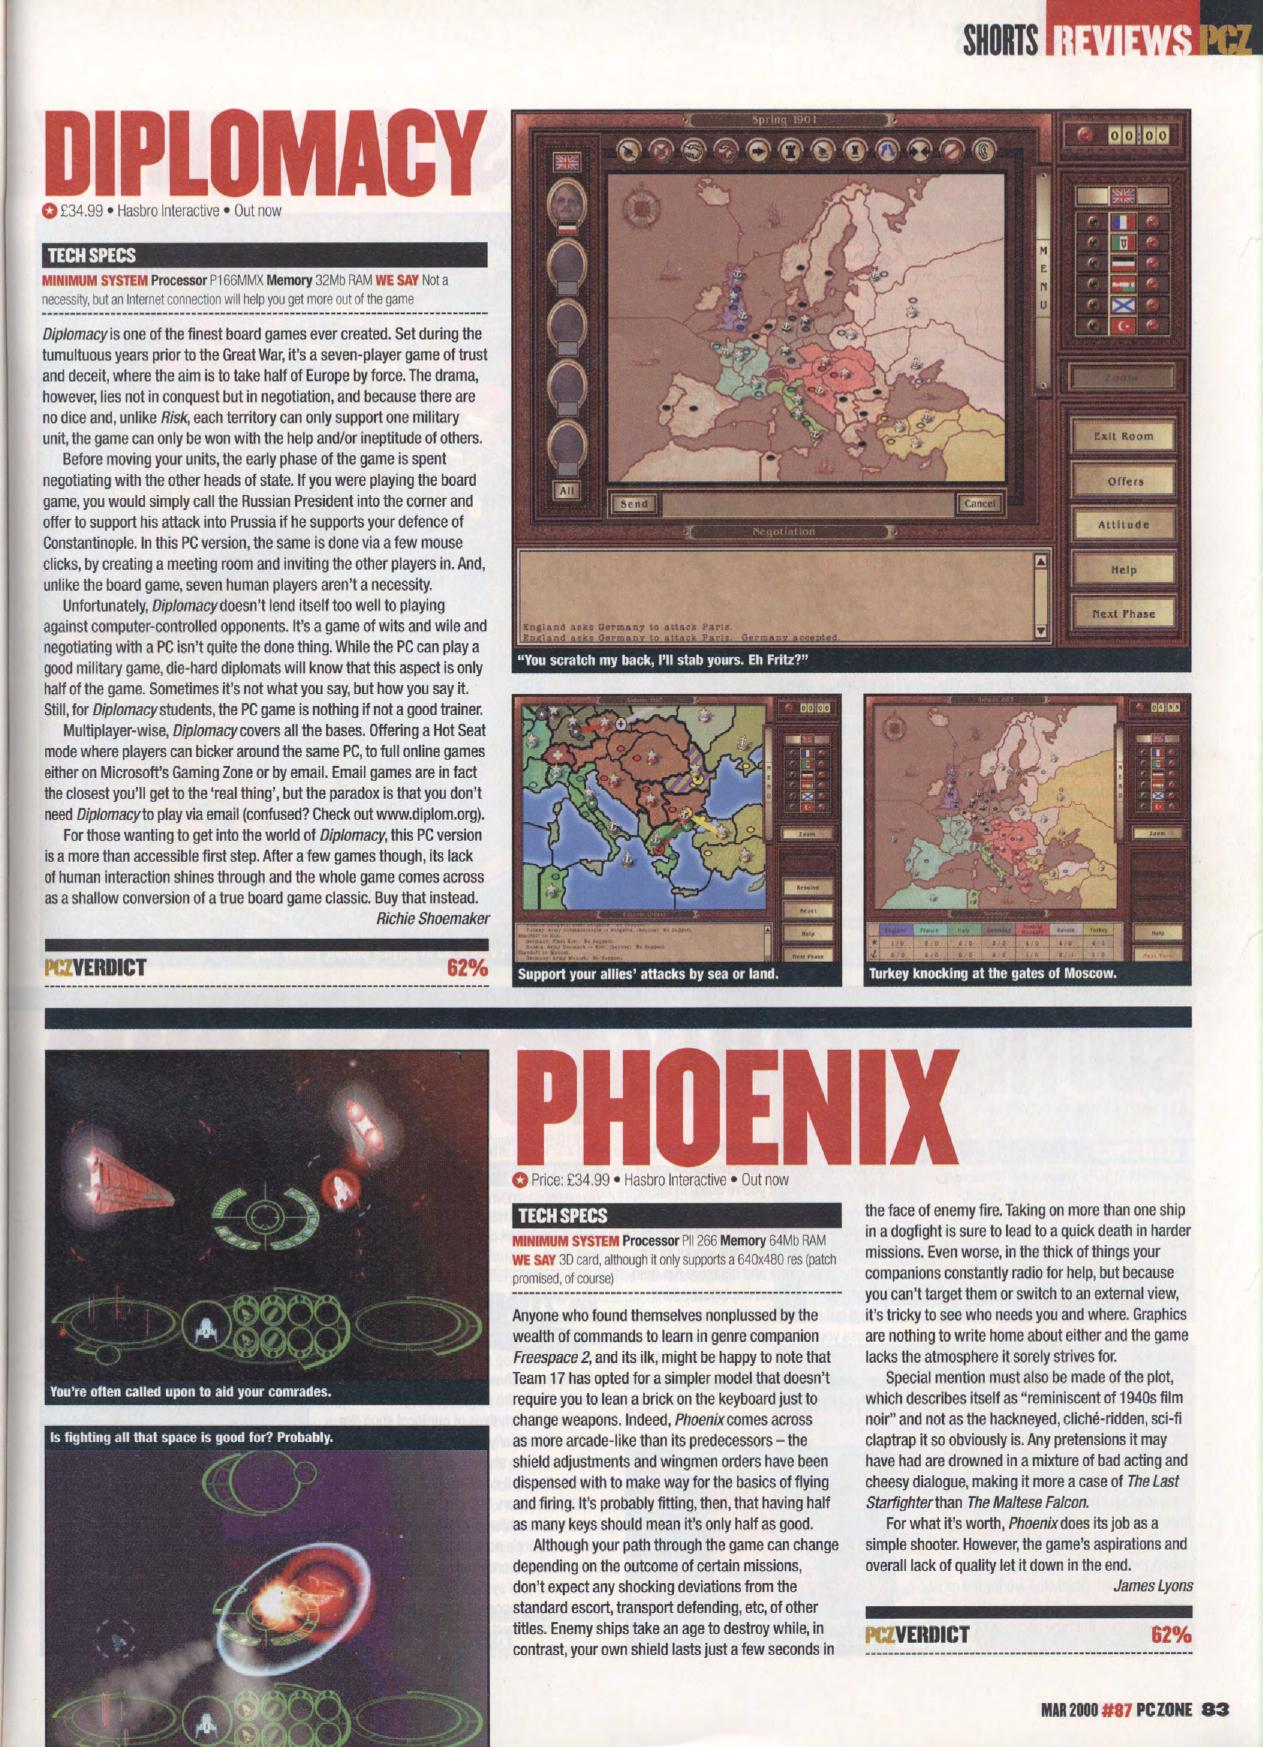 SHORTS REVIEWS PCZ
DIPLOMACY
£34.99 • Hasbro Interactive • Out now
TECH SPECS
MINIMUM SYSTEM Processor P166MMX Memory 32Mb RAM WE SAY Not a
necessity, but an Internet connection will help you get more out of the game
Diplomacy is one of the finest board games ever created. Set during the
tumultuous years prior to the Great War, it's a seven-player game of trust
and deceit, where the aim is to take half of Europe by force. The drama,
however, lies not in conquest but in negotiation, and because there are
no dice and, unlike Risk, each territory can only support one military
unit, the game can only be won with the help and/or ineptitude of others.
Before moving your units, the early phase of the game is spent
negotiating with the other heads of state. If you were playing the board
game, you would simply call the Russian President into the corner and
offer to support his attack into Prussia if he supports your defence of
Constantinople. In this PC version, the same is done via a few mouse
clicks, by creating a meeting room and inviting the other players in. And,
unlike the board game, seven human players aren't a necessity.
Unfortunately, Diplomacy doesn't lend itself too well to playing
against computer-controlled opponents. It's a game of wits and wile and
negotiating with a PC isn't quite the done thing. While the PC can play a
good military game, die-hard diplomats will know that this aspect is only
half of the game. Sometimes it's not what you say, but how you say it.
Still, for Diplomacy students, the PC game is nothing if not a good trainer.
Multiplayer-wise, Diplomacy covers all the bases. Offering a Hot Seat
mode where players can bicker around the same PC, to full online games
either on Microsoft's Gaming Zone or by email. Email games are in fact
the closest you'll get to the 'real thing', but the paradox is that you don't
need Diplomacy to play via email (confused? Check out www.diplom.org).
For those wanting to get into the world of Diplomacy, this PC version
is a more than accessible first step. After a few games though, its lack
of human interaction shines through and the whole game comes across
as a shallow conversion of a true board game classic. Buy that instead.
Richie Shoemaker
PCZVERDICT 62%
Spring 1901
00:00
MENU
Zoom
Exit Room
Offers
Attitude
Help
Next Phase
All
Send
Cancel
Negotiation
England asks Germany to attack Paris.
England asks Germany to attack Paris. Germany accepted.
"You scratch my back, I'll stab yours. Eh Fritz?"
00:00
Zoom
Resolve
Reset
Help
Next Phase
Support your allies' attacks by sea or land.
Zoom
England France Italy Germany Russia Turkey
Help
Turkey knocking at the gates of Moscow.
You're often called upon to aid your comrades.
Is fighting all that space is good for? Probably.
PHOENIX
Price: £34.99 • Hasbro Interactive • Out now
TECH SPECS
MINIMUM SYSTEM Processor PII 266 Memory 64Mb RAM
WE SAY 3D card, although it only supports a 640x480 res (patch
promised, of course)
Anyone who found themselves nonplussed by the
wealth of commands to learn in genre companion
Freespace 2, and its ilk, might be happy to note that
Team 17 has opted for a simpler model that doesn't
require you to lean a brick on the keyboard just to
change weapons. Indeed, Phoenix comes across
as more arcade-like than its predecessors – the
shield adjustments and wingmen orders have been
dispensed with to make way for the basics of flying
and firing. It's probably fitting, then, that having half
as many keys should mean it's only half as good.
Although your path through the game can change
depending on the outcome of certain missions,
don't expect any shocking deviations from the
standard escort, transport defending, etc, of other
titles. Enemy ships take an age to destroy while, in
contrast, your own shield lasts just a few seconds in
the face of enemy fire. Taking on more than one ship
in a dogfight is sure to lead to a quick death in harder
missions. Even worse, in the thick of things your
companions constantly radio for help, but because
you can't target them or switch to an external view,
it's tricky to see who needs you and where. Graphics
are nothing to write home about either and the game
lacks the atmosphere it sorely strives for.
Special mention must also be made of the plot,
which describes itself as "reminiscent of 1940s film
noir" and not as the hackneyed, cliché-ridden, sci-fi
claptrap it so obviously is. Any pretensions it may
have had are drowned in a mixture of bad acting and
cheesy dialogue, making it more a case of The Last
Starfighter than The Maltese Falcon.
For what it's worth, Phoenix does its job as a
simple shooter. However, the game's aspirations and
overall lack of quality let it down in the end.
James Lyons
PCZVERDICT 62%
MAR 2000 #87 PC ZONE 83